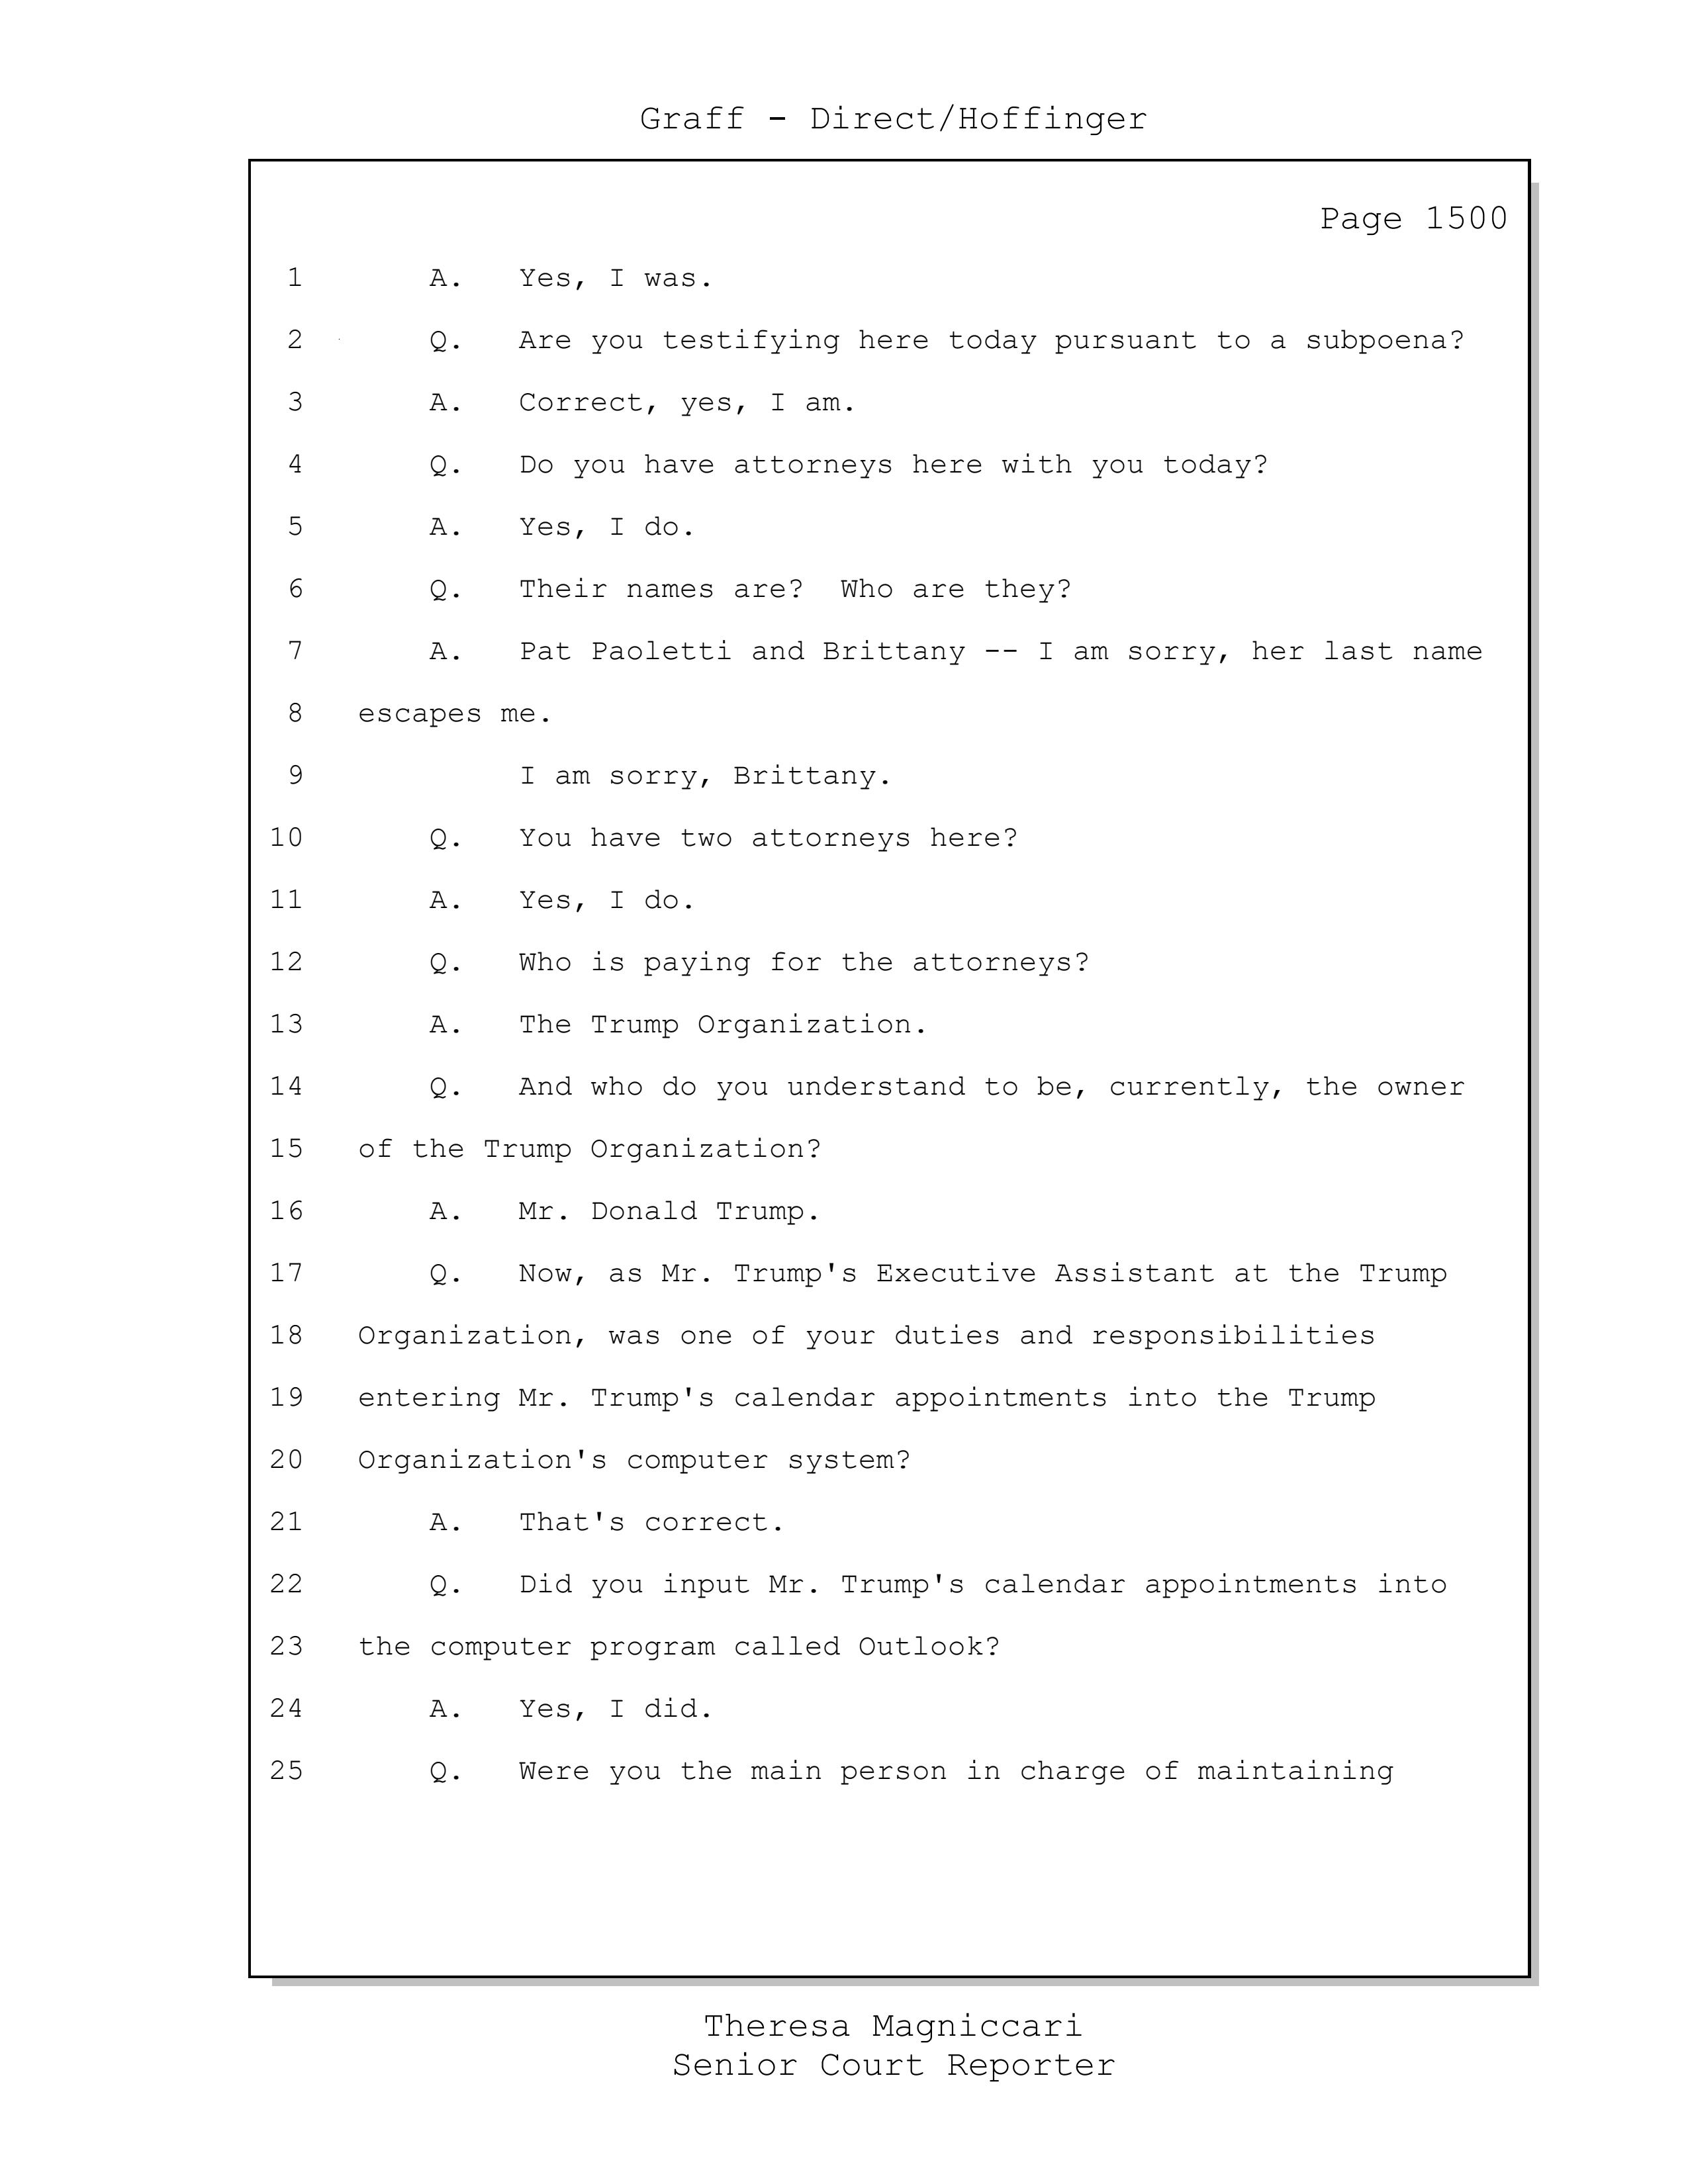 Graff - Direct/Hoffinger
Page 1500
1 A. Yes, I was.
2 Q. Are you testifying here today pursuant to a subpoena?
3 A. Correct, yes, I am.
4 Q. Do you have attorneys here with you today?
5 A. Yes, I do.
6 Q. Their names are?  Who are they?
7 A. Pat Paoletti and Brittany -- I am sorry, her last name
8 escapes me.
9 I am sorry, Brittany.
10 Q. You have two attorneys here?
11 A. Yes, I do.
12 Q. Who is paying for the attorneys?
13 A. The Trump Organization.
14 Q. And who do you understand to be, currently, the owner
15 of the Trump Organization?
16 A. Mr. Donald Trump.
17 Q. Now, as Mr. Trump's Executive Assistant at the Trump
18 Organization, was one of your duties and responsibilities
19 entering Mr. Trump's calendar appointments into the Trump
20 Organization's computer system?
21 A. That's correct.
22 Q. Did you input Mr. Trump's calendar appointments into
23 the computer program called Outlook?
24 A. Yes, I did.
25 Q. Were you the main person in charge of maintaining
Theresa Magniccari
Senior Court Reporter